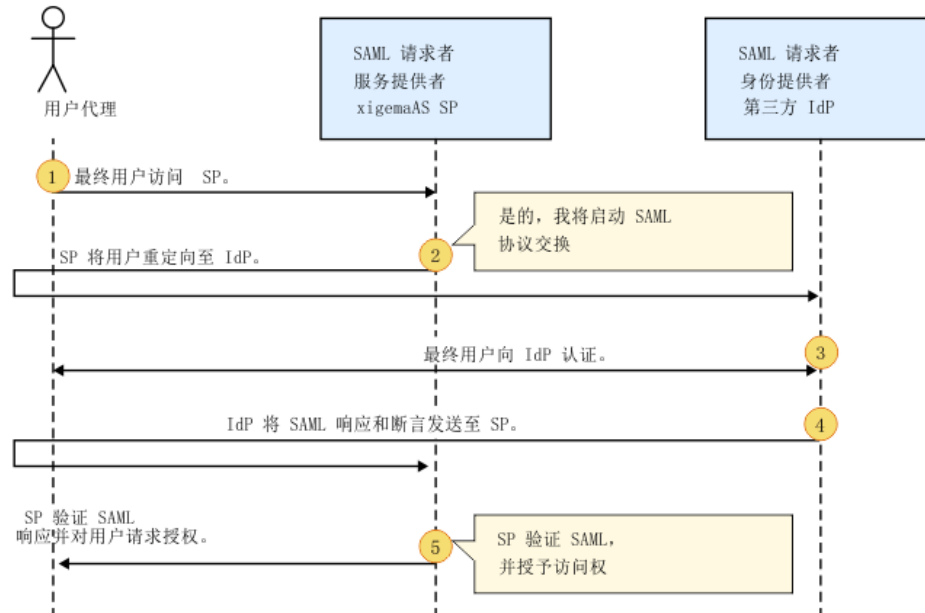 SAML 请求者
服务提供者
xigemaAS SP
SAML 请求者
身份提供者
第三方 IdP
用户代理
1
最终用户访问 SP。
是的，我将启动 SAML
协议交换
2
SP 将用户重定向至 IdP。
3
最终用户向 IdP 认证。
4
IdP 将 SAML 响应和断言发送至 SP。
SP 验证 SAML
响应并对用户请求授权。
5
SP 验证 SAML，
并授予访问权